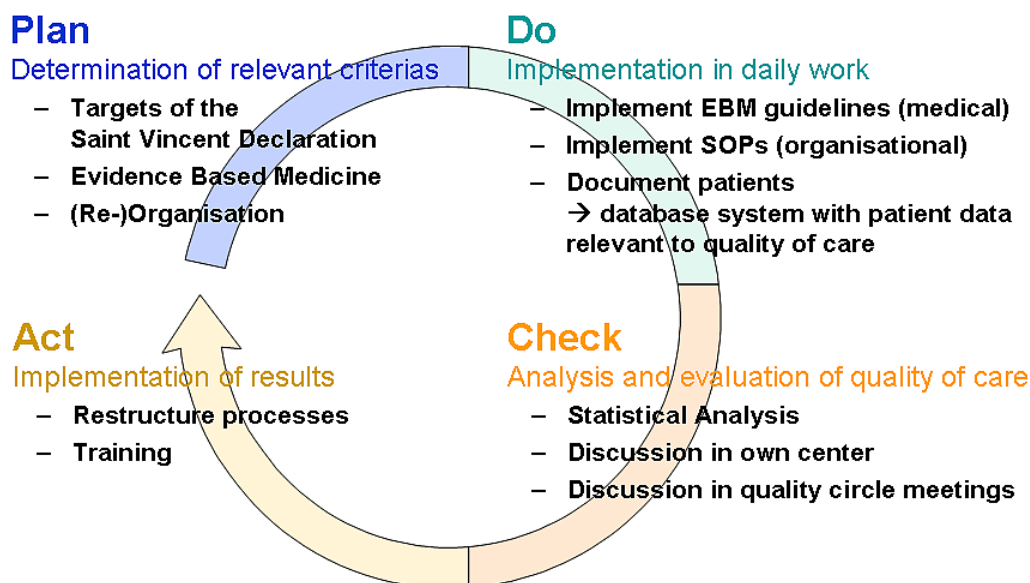 Plan
Determination of relevant criterias
– Targets of the
Saint Vincent Declaration
– Evidence Based Medicine
– (Re-)Organisation
Do
Implementation in daily work
– Implement EBM guidelines (medical)
– Implement SOPs (organisational)
– Document patients
→ database system with patient data
relevant to quality of care
Act
Implementation of results
– Restructure processes
– Training
Check
Analysis and evaluation of quality of care
– Statistical Analysis
– Discussion in own center
– Discussion in quality circle meetings